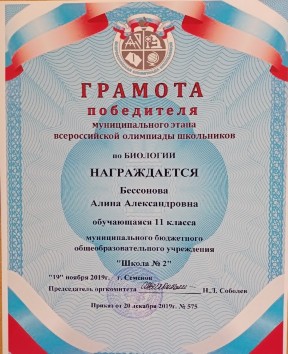 ГРАМОТА
победителя
муниципального этапа
всероссийской олимпиады школьников
по БИОЛОГИИ
НАГРАЖДАЕТСЯ
Бессонова
Алина Александровна
обучающаяся 11 класса
муниципального бюджетного
общеобразовательного учреждения
"Школа № 2"
"19" ноября 2019г. г. Семенов
Председатель оргкомитета Н.Л. Соболев
Приказ от 20 декабря 2019г. № 575